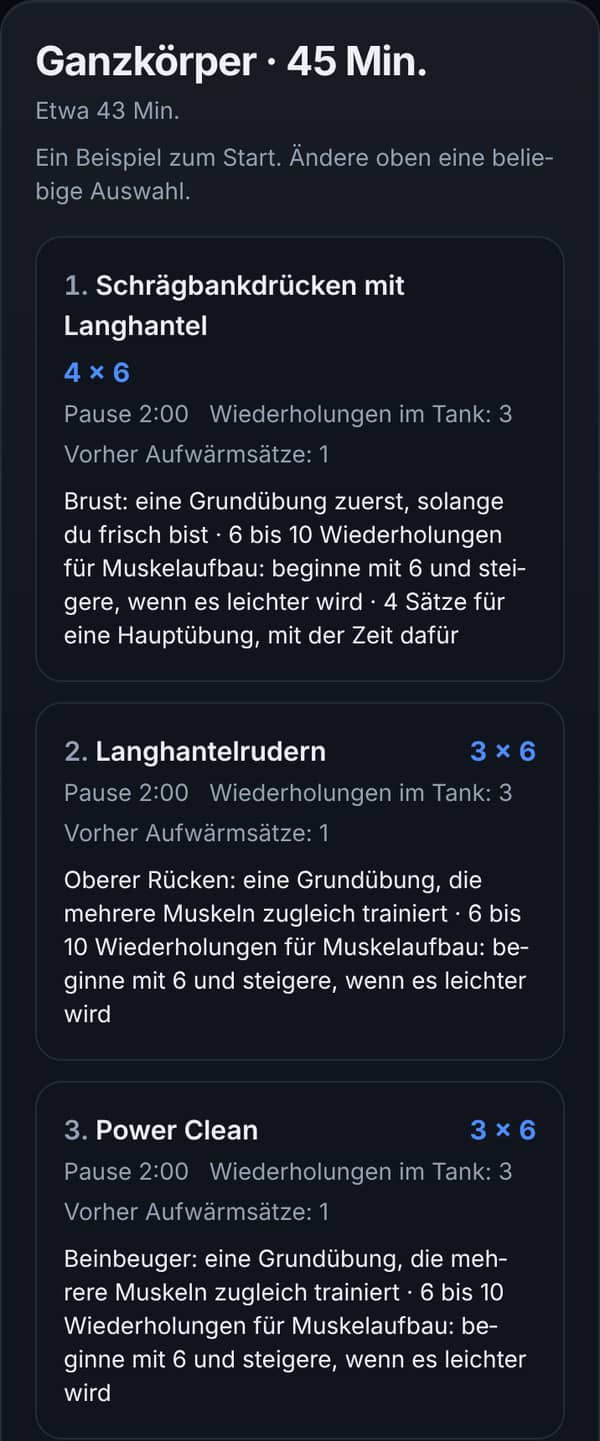 Ganzkörper · 45 Min.
Etwa 43 Min.
Ein Beispiel zum Start. Ändere oben eine belie-
bige Auswahl.
1. Schrägbankdrücken mit
Langhantel
4 × 6
Pause 2:00 Wiederholungen im Tank: 3
Vorher Aufwärmsätze: 1
Brust: eine Grundübung zuerst, solange
du frisch bist · 6 bis 10 Wiederholungen
für Muskelaufbau: beginne mit 6 und stei-
gere, wenn es leichter wird · 4 Sätze für
eine Hauptübung, mit der Zeit dafür
2. Langhantelrudern 3 × 6
Pause 2:00 Wiederholungen im Tank: 3
Vorher Aufwärmsätze: 1
Oberer Rücken: eine Grundübung, die
mehrere Muskeln zugleich trainiert · 6 bis
10 Wiederholungen für Muskelaufbau: be-
ginne mit 6 und steigere, wenn es leichter
wird
3. Power Clean 3 × 6
Pause 2:00 Wiederholungen im Tank: 3
Vorher Aufwärmsätze: 1
Beinbeuger: eine Grundübung, die meh-
rere Muskeln zugleich trainiert · 6 bis 10
Wiederholungen für Muskelaufbau: be-
ginne mit 6 und steigere, wenn es leichter
wird